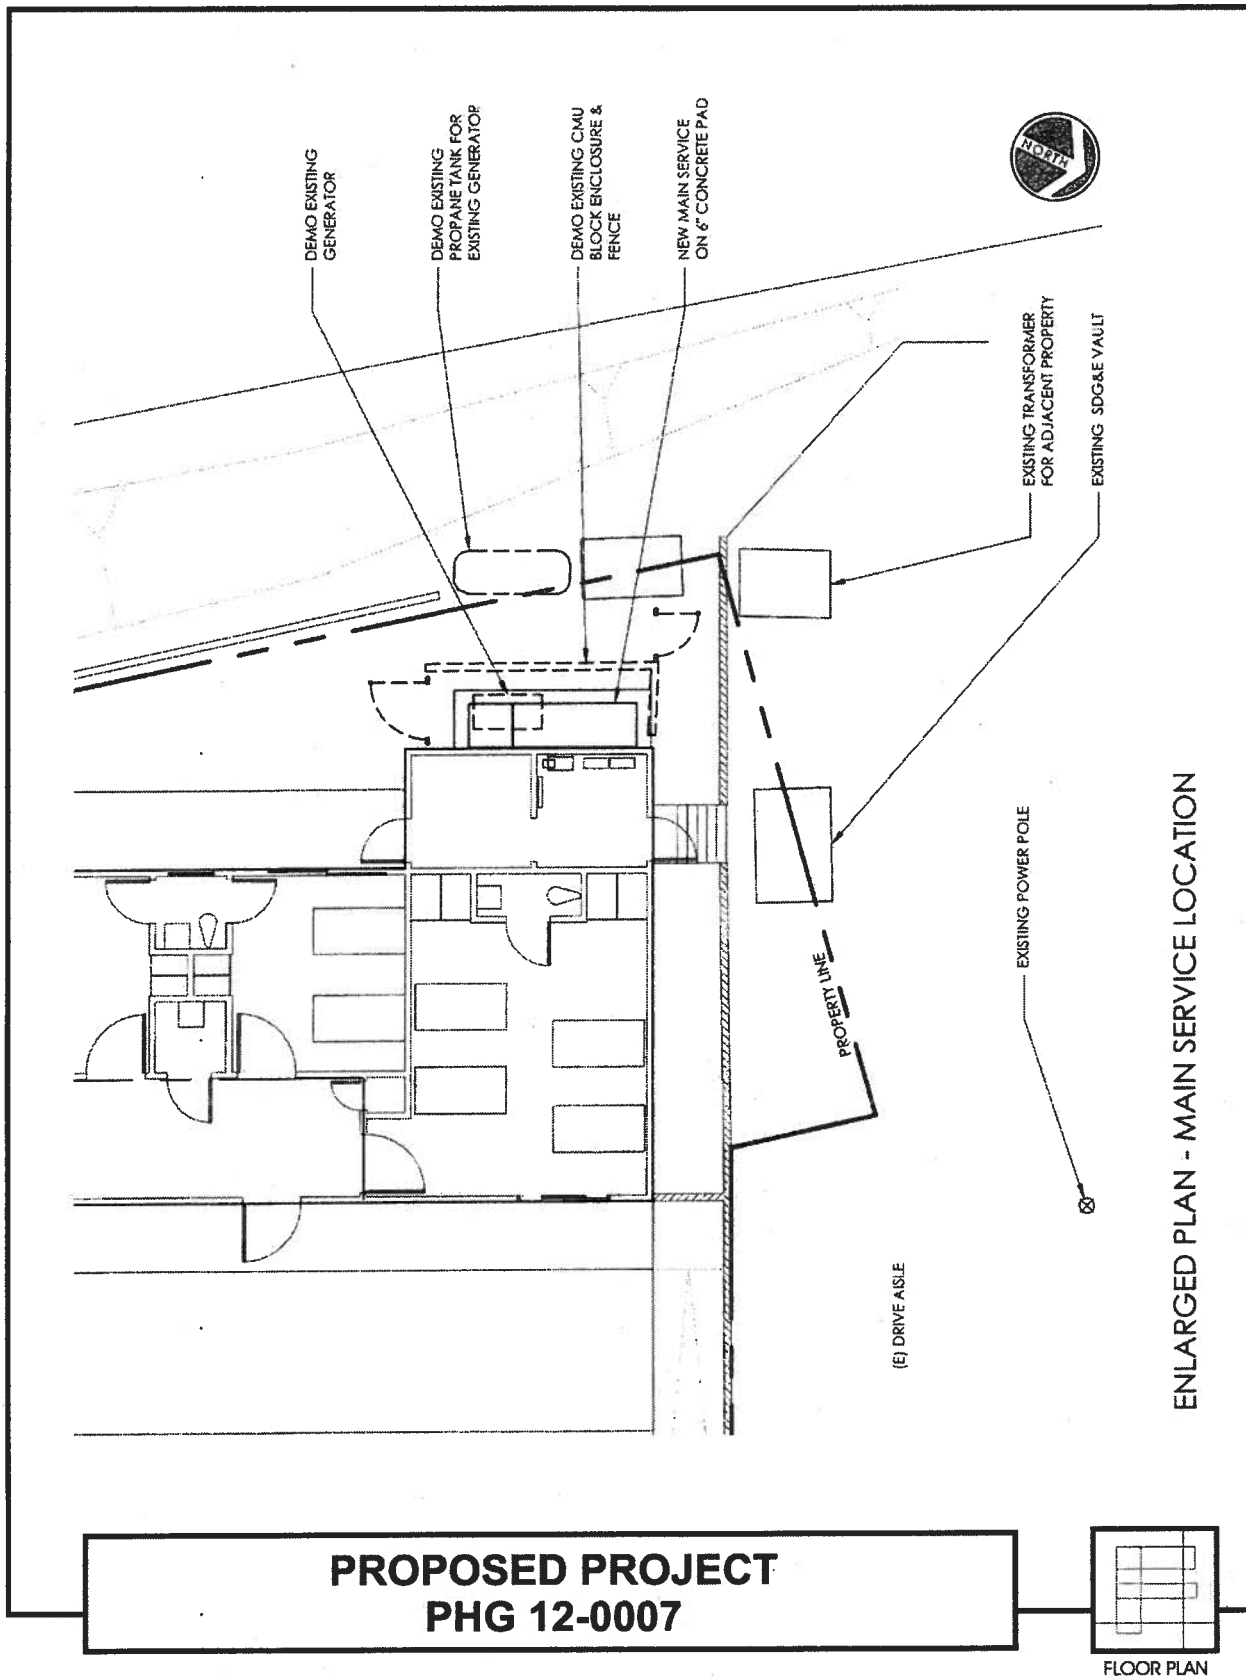 DEMO EXISTING
GENERATOR
DEMO EXISTING
PROPANE TANK FOR
EXISTING GENERATOR
DEMO EXISTING CMU
BLOCK ENCLOSURE &
FENCE
NEW MAIN SERVICE
ON 6" CONCRETE PAD
NORTH
EXISTING TRANSFORMER
FOR ADJACENT PROPERTY
EXISTING SDG&E VAULT
EXISTING POWER POLE
PROPERTY LINE
(E) DRIVE AISLE
ENLARGED PLAN - MAIN SERVICE LOCATION
PROPOSED PROJECT
PHG 12-0007
FLOOR PLAN